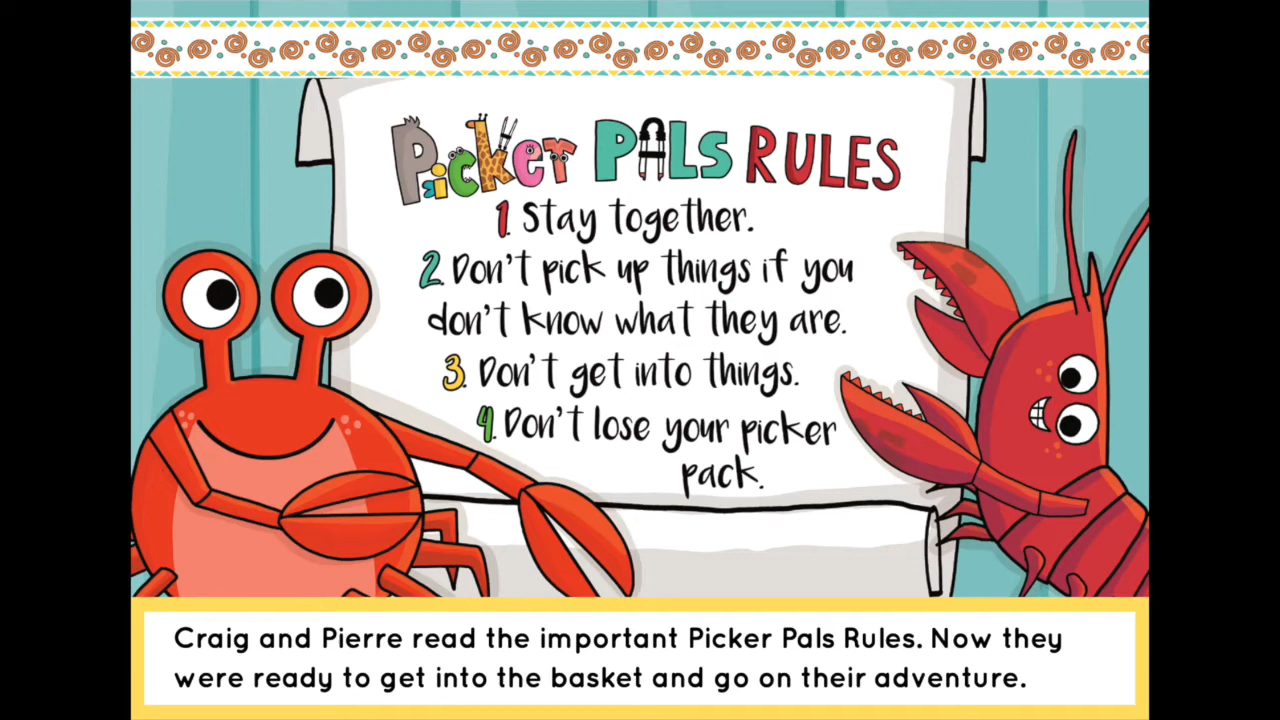 Picker PALS RULES
1. Stay together.
2. Don't pick up things if you
don't know what they are.
3. Don't get into things.
4. Don't lose your picker
pack.
Craig and Pierre read the important Picker Pals Rules. Now they
were ready to get into the basket and go on their adventure.